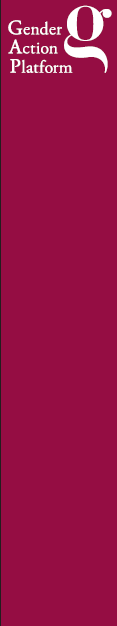 Gender
Action
Platform
g